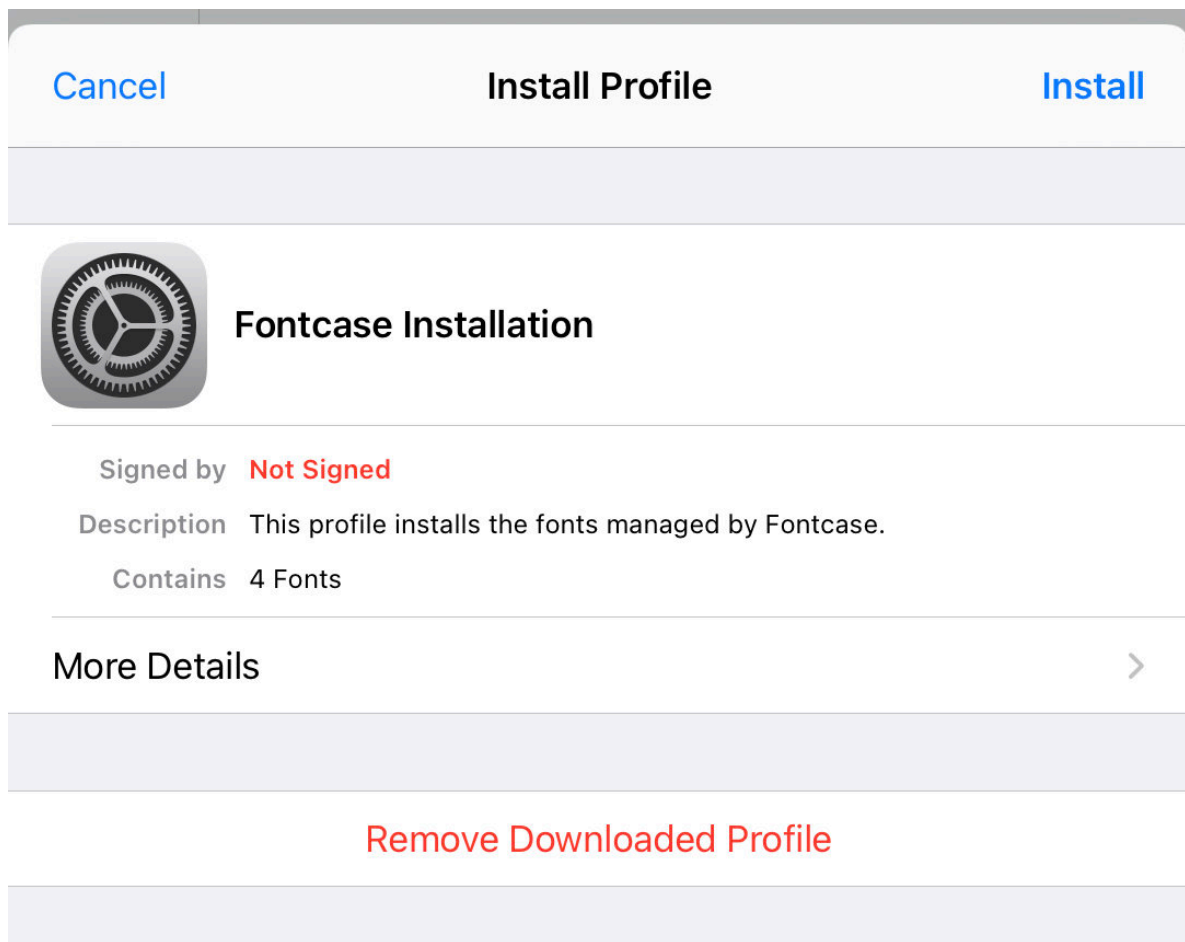 Cancel Install Profile Install
Fontcase Installation
Signed by Not Signed
Description This profile installs the fonts managed by Fontcase.
Contains 4 Fonts
More Details
Remove Downloaded Profile